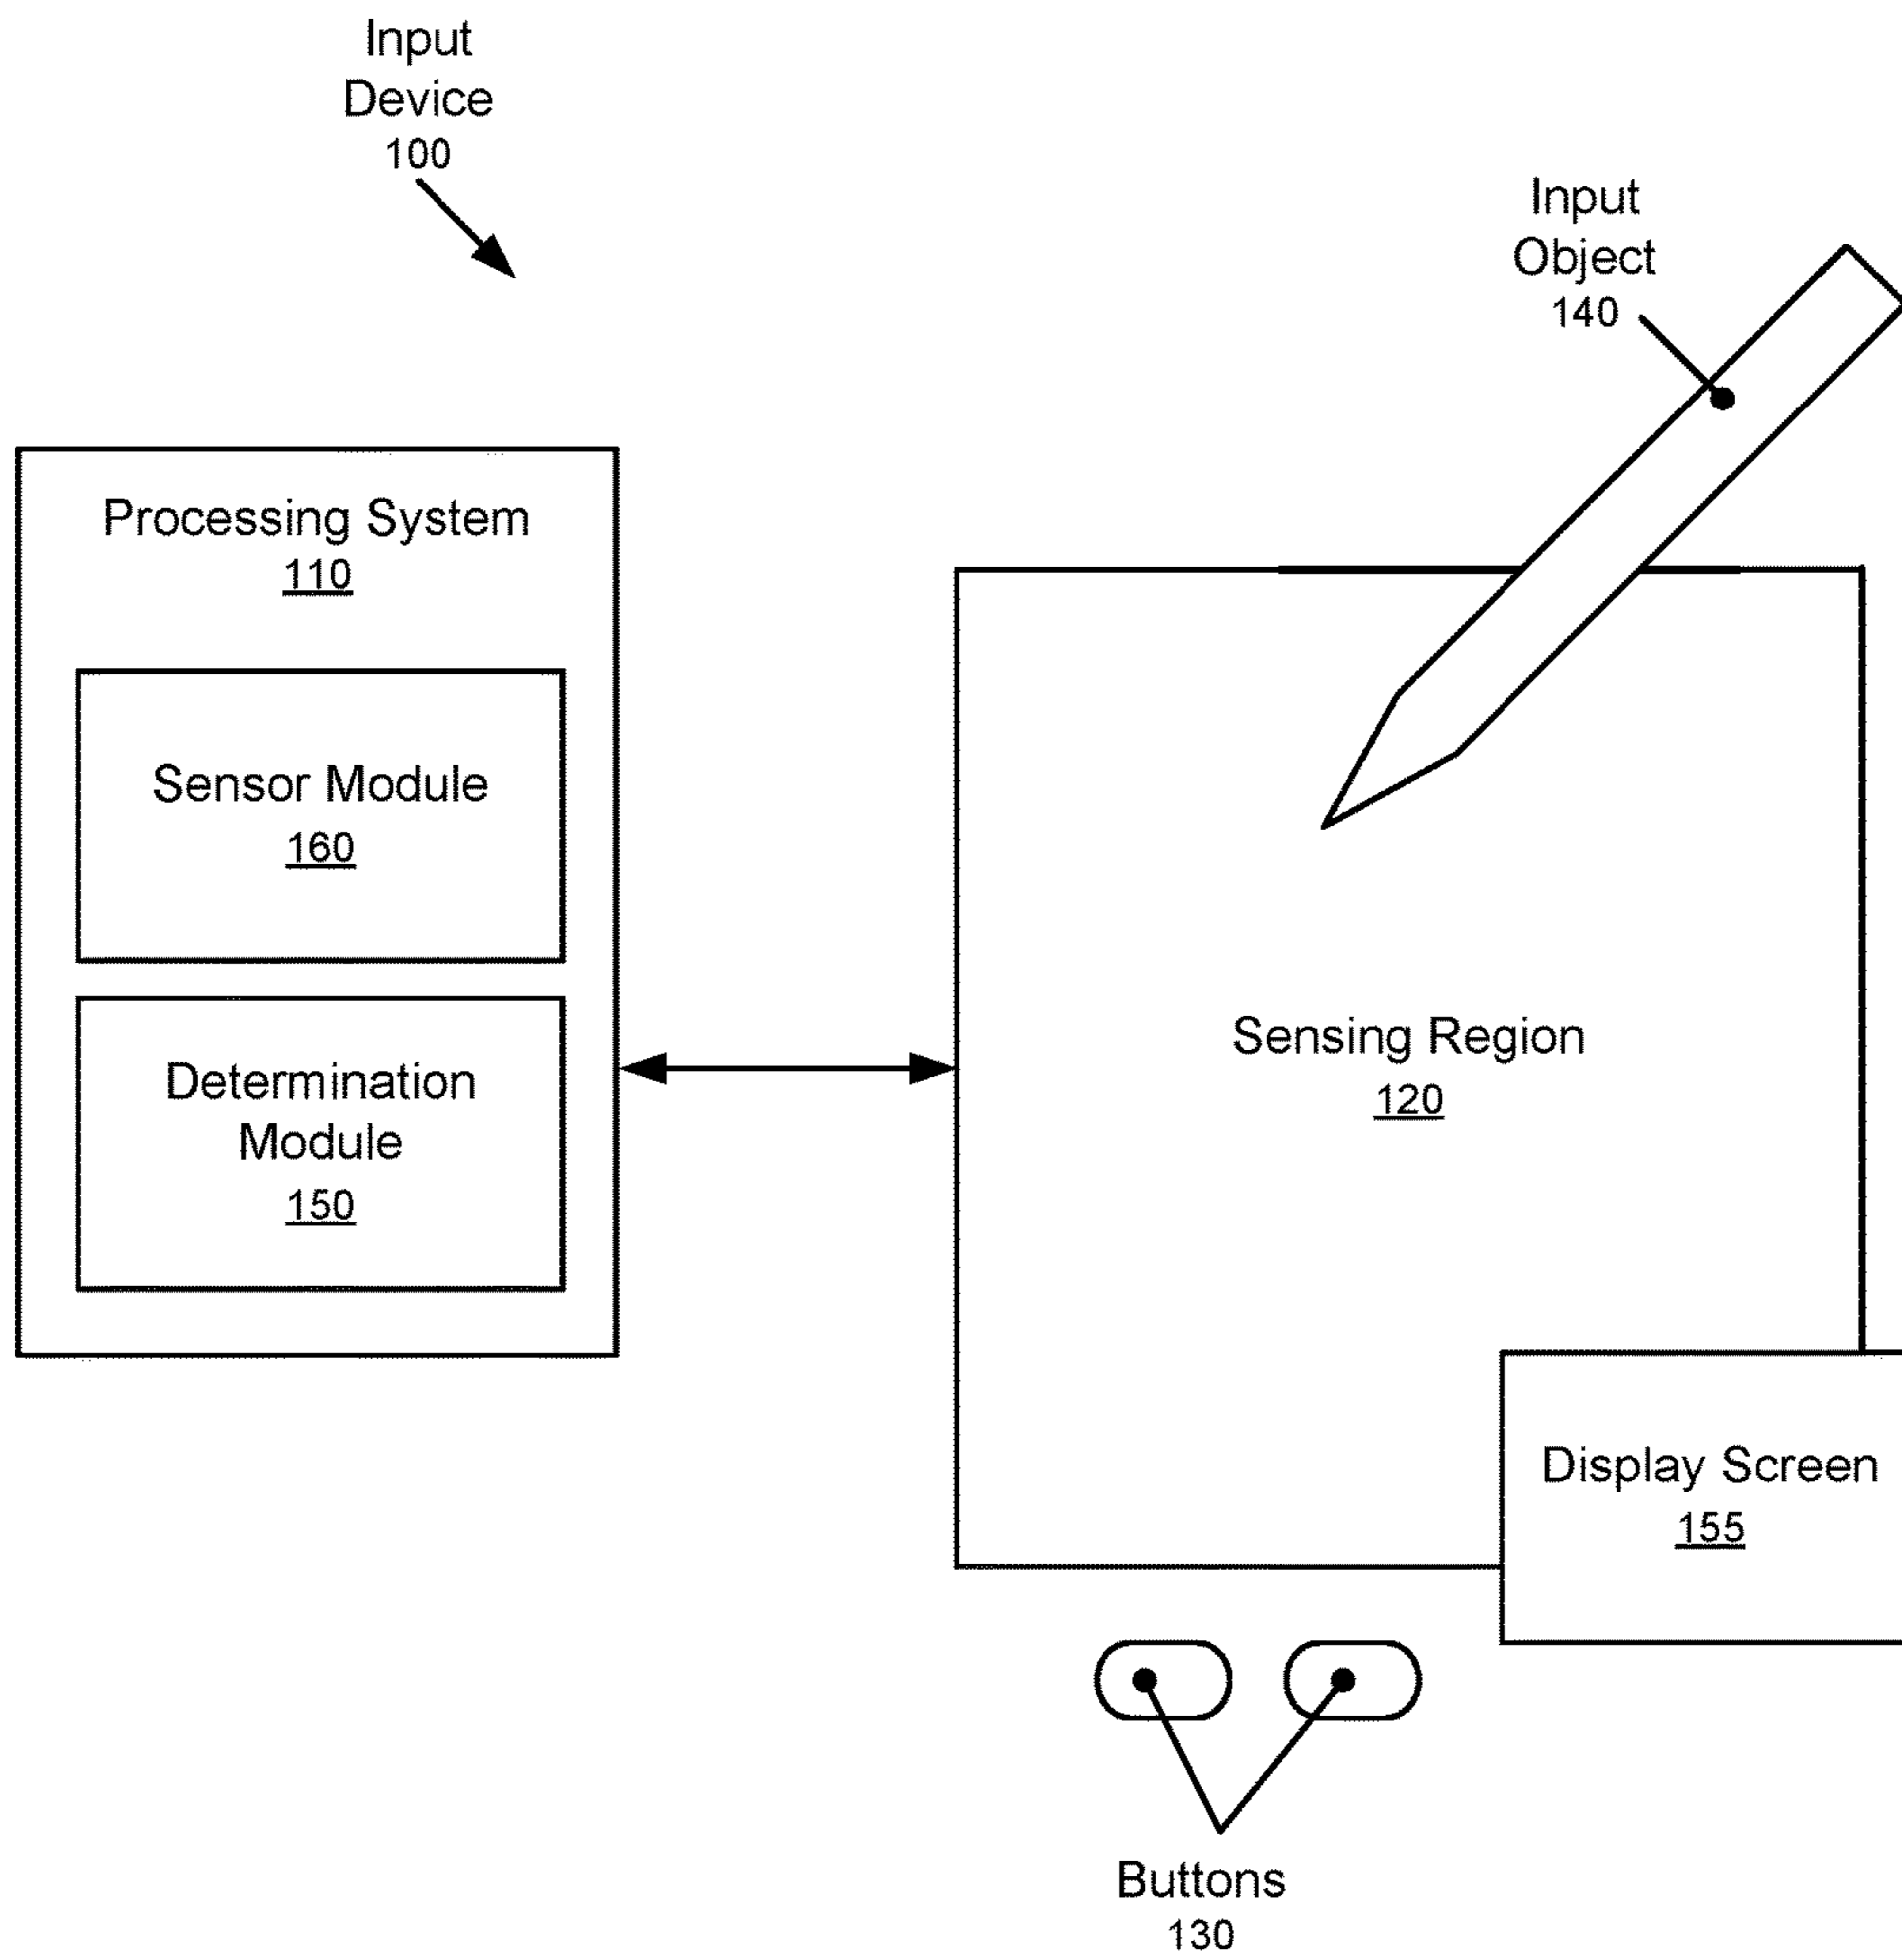 Input
Device
100
Input
Object
140
Processing System
110
Sensor Module
160
Determination
Module
150
Sensing Region
120
Display Screen
155
Buttons
130